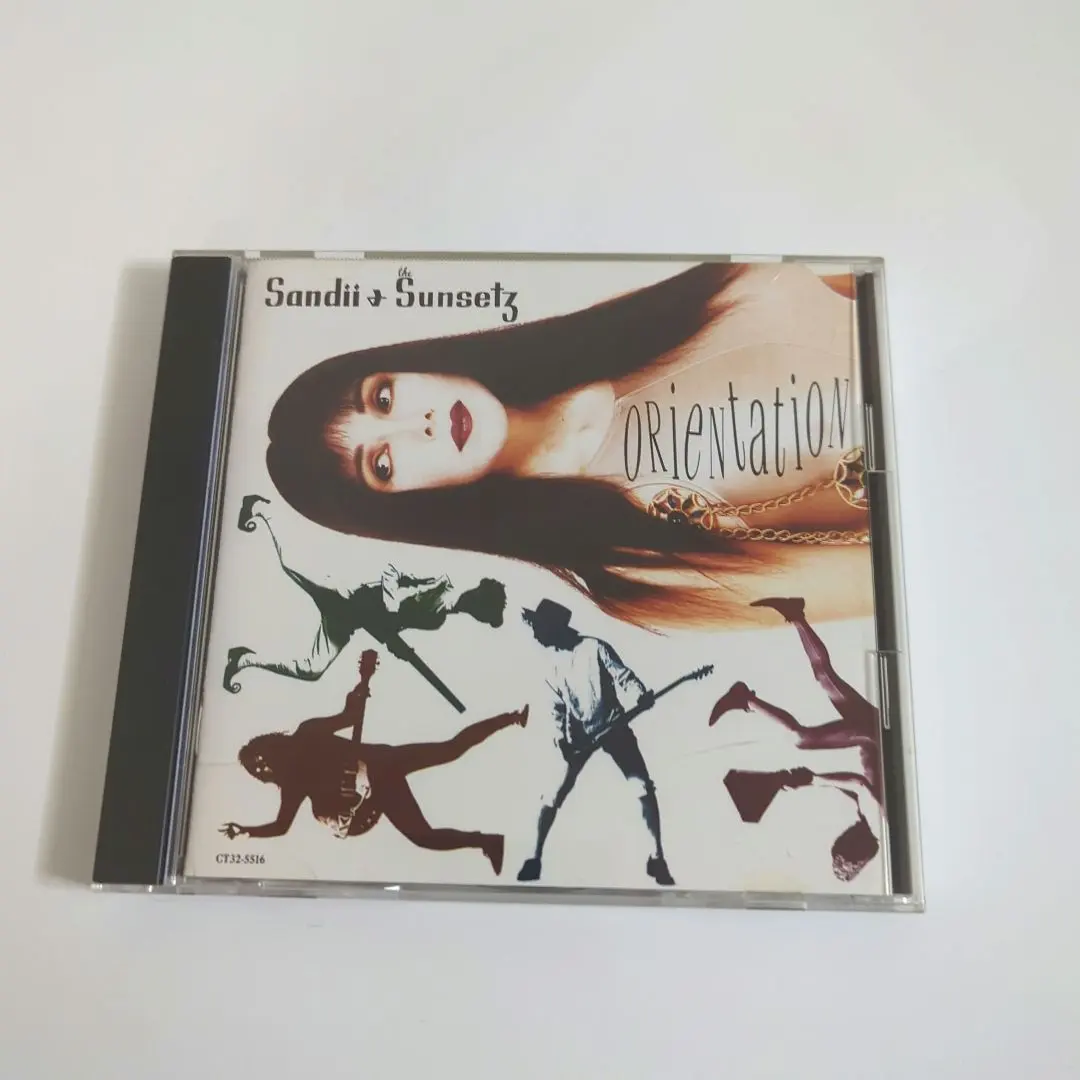 Sandii & the Sunsetz
ORieNtatiON
CT32-5516